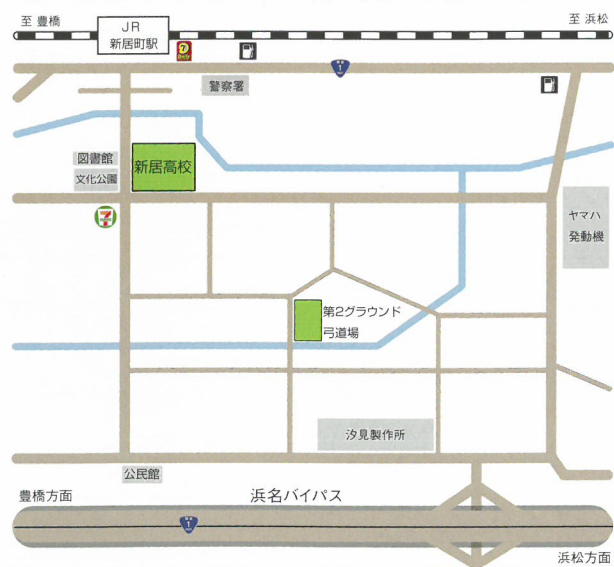 至 豊橋
JR
新居町駅
至 浜松
1
警察署
図書館
文化公園
新居高校
7
ヤマハ
発動機
第2グラウンド
弓道場
汐見製作所
公民館
豊橋方面
浜名バイパス
1
浜松方面